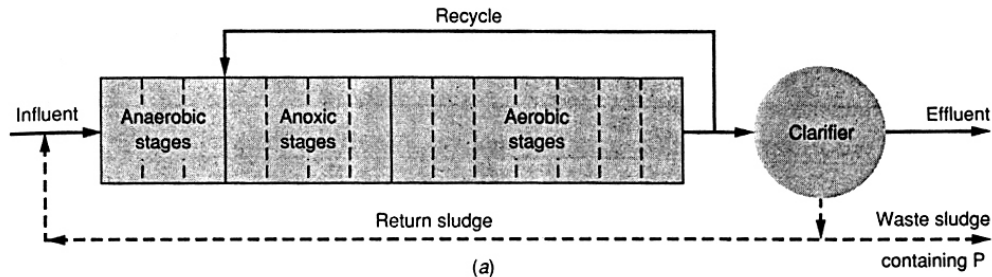 Recycle
Influent
Anaerobic
stages
Anoxic
stages
Aerobic
stages
Clarifier
Effluent
Return sludge
Waste sludge
containing P
(a)